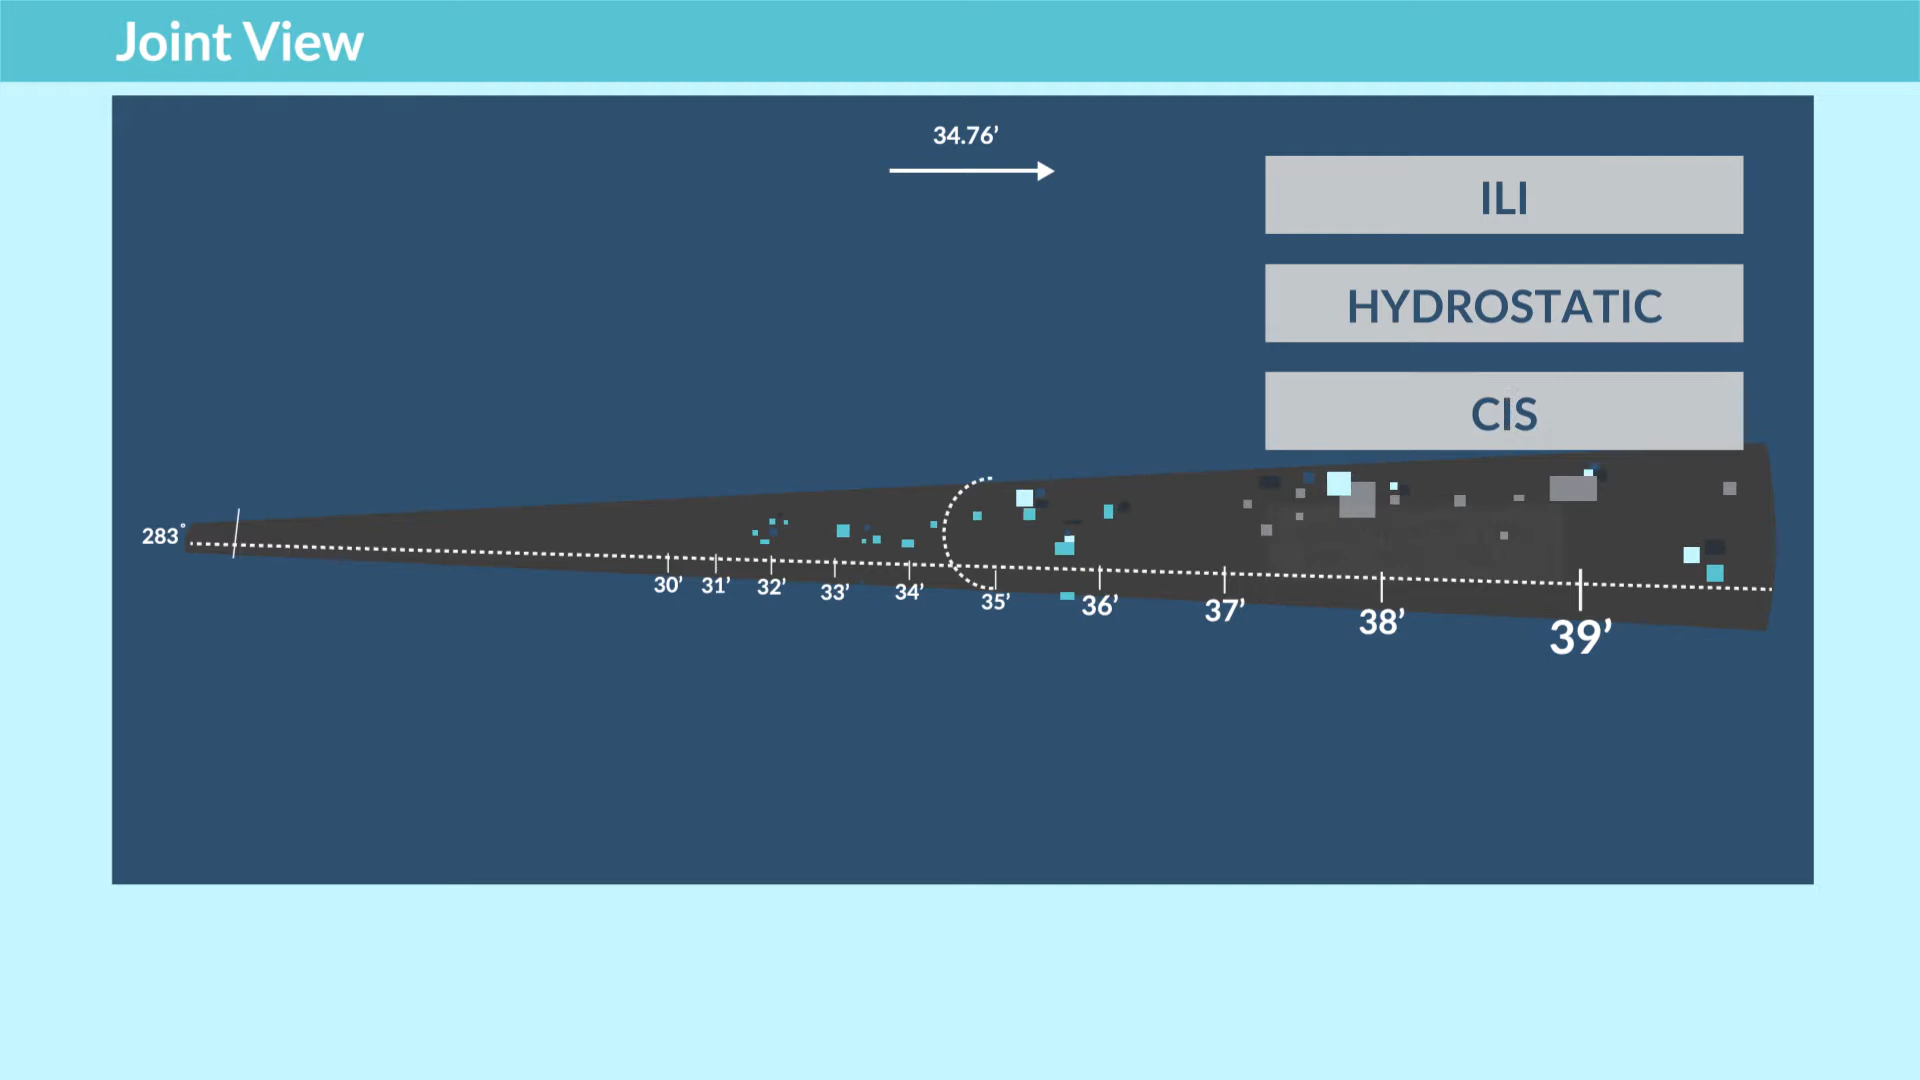 Joint View
34.76’
ILI
HYDROSTATIC
CIS
283°
30’ 31’ 32’ 33’ 34’ 35’ 36’ 37’ 38’ 39’